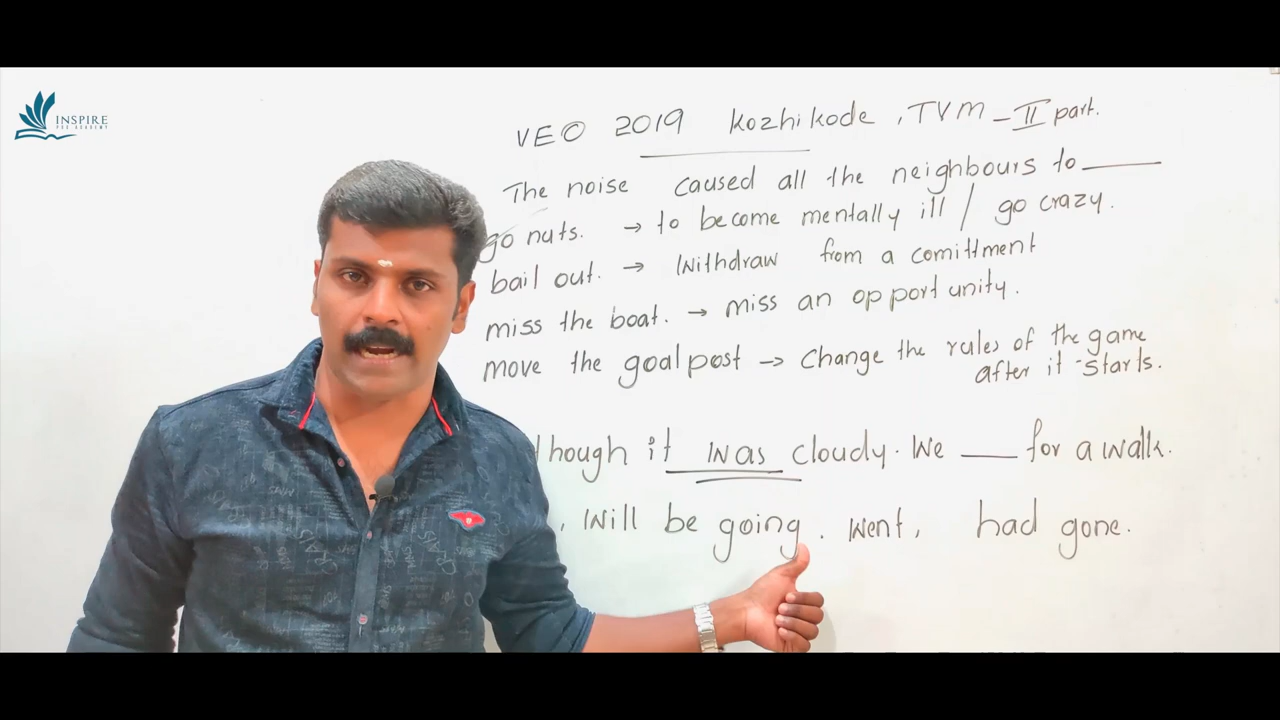 INSPIRE
PSC ACADEMY
VEO 2019 Kozhikode, TVM - II part.
The noise caused all the neighbours to ____
go nuts. → to become mentally ill / go crazy.
bail out. → Withdraw from a comittment
miss the boat. → miss an opportunity.
move the goalpost → Change the rules of the game
after it starts.
though it was cloudy. We ____ for a walk.
, Will be going. Went, had gone.